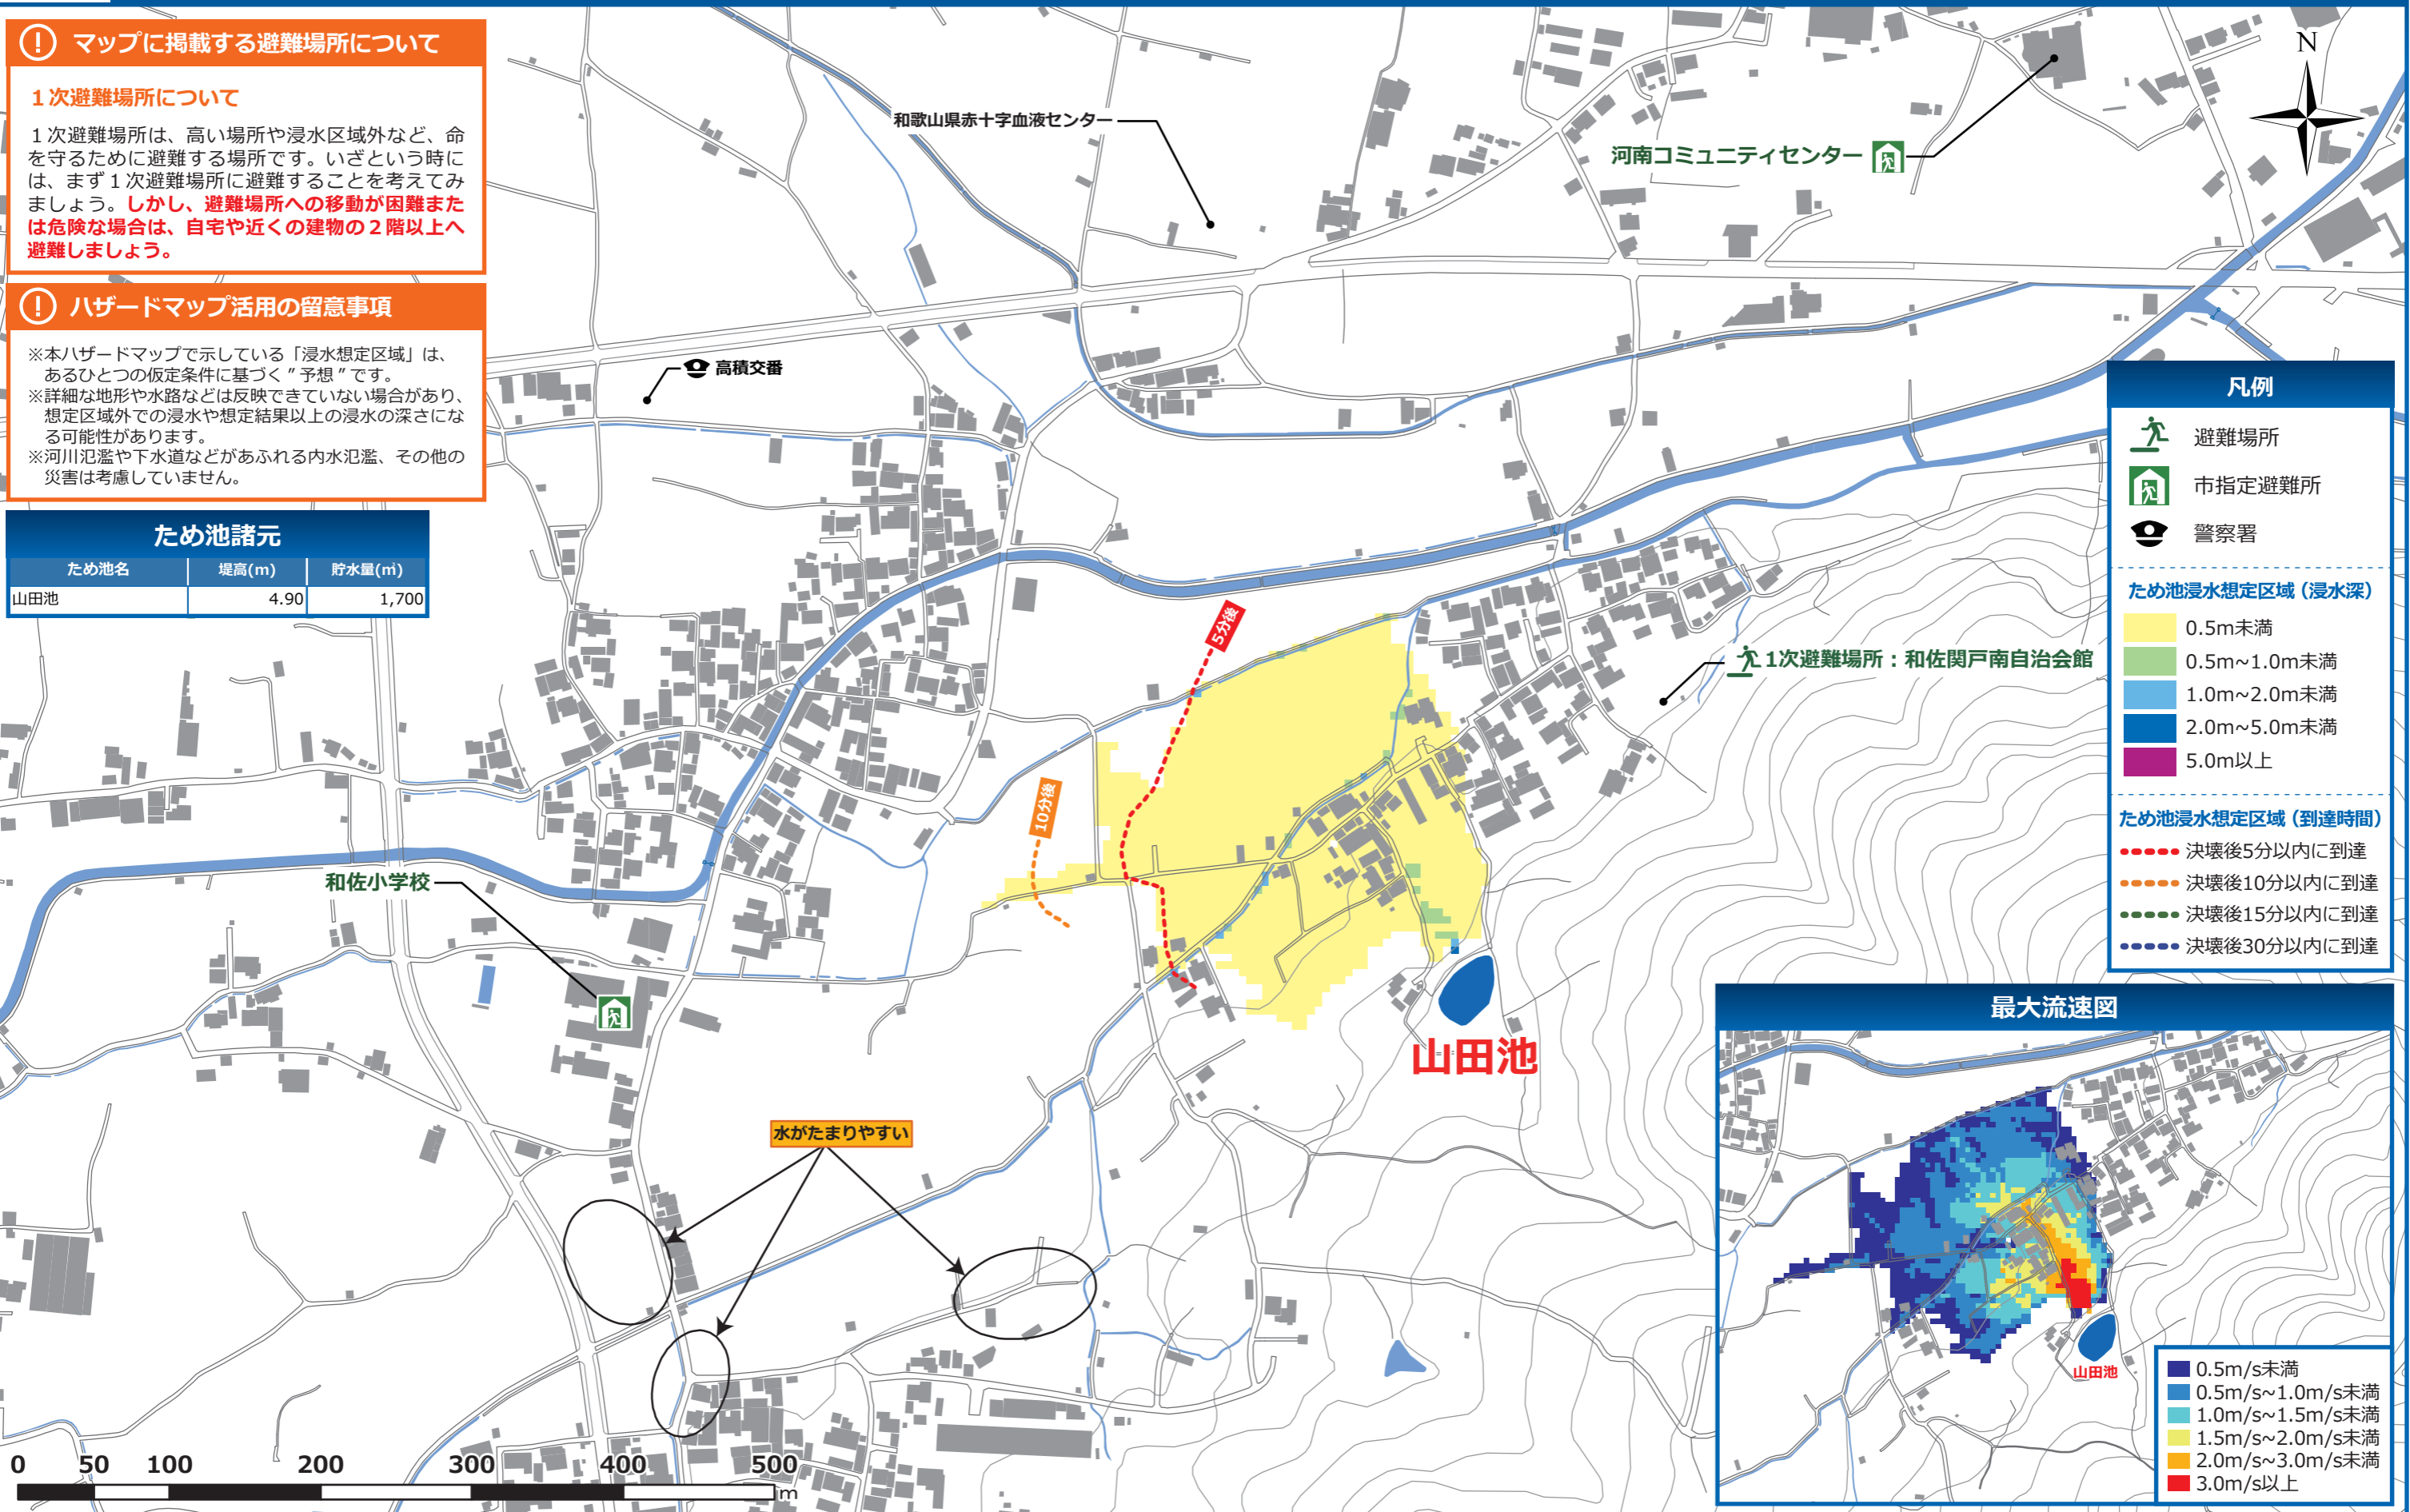 マップに掲載する避難場所について
1次避難場所について
1次避難場所は、高い場所や浸水区域外など、命
を守るために避難する場所です。いざという時に
は、まず1次避難場所に避難することを考えてみ
ましょう。しかし、避難場所への移動が困難また
は危険な場合は、自宅や近くの建物の2階以上へ
避難しましょう。
ハザードマップ活用の留意事項
※本ハザードマップで示している「浸水想定区域」は、
あるひとつの仮定条件に基づく〃予想〃です。
※詳細な地形や水路などは反映できていない場合があり、
想定区域外での浸水や想定結果以上の浸水の深さにな
る可能性があります。
※河川氾濫や下水道などがあふれる内水氾濫、その他の
災害は考慮していません。
ため池諸元
ため池名 堤高(m) 貯水量(㎥)
山田池 4.90 1,700
和歌山県赤十字血液センター
河南コミュニティセンター
N
高積交番
5分後
1次避難場所：和佐関戸南自治会館
10分後
和佐小学校
山田池
水がたまりやすい
凡例
避難場所
市指定避難所
警察署
ため池浸水想定区域（浸水深）
0.5m未満
0.5m~1.0m未満
1.0m~2.0m未満
2.0m~5.0m未満
5.0m以上
ため池浸水想定区域（到達時間）
決壊後5分以内に到達
決壊後10分以内に到達
決壊後15分以内に到達
決壊後30分以内に到達
最大流速図
山田池
0.5m/s未満
0.5m/s~1.0m/s未満
1.0m/s~1.5m/s未満
1.5m/s~2.0m/s未満
2.0m/s~3.0m/s未満
3.0m/s以上
0 50 100 200 300 400 500
m